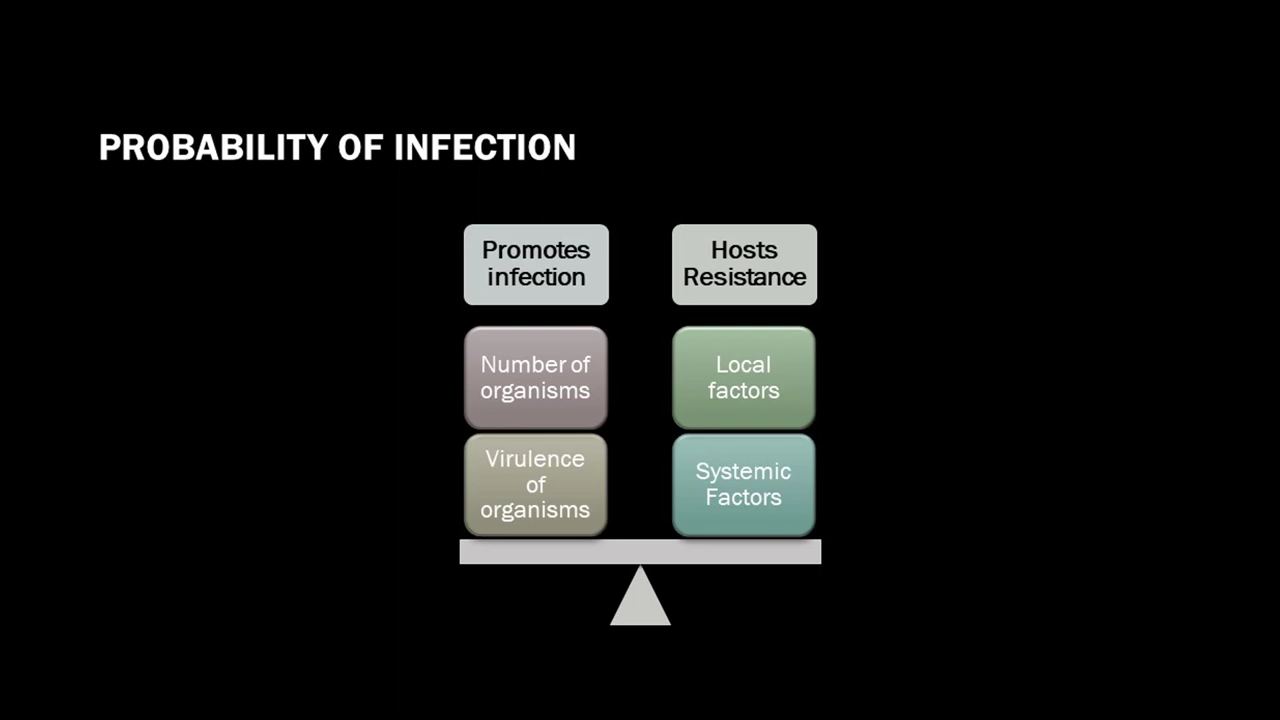 PROBABILITY OF INFECTION
Promotes
infection
Hosts
Resistance
Number of
organisms
Local
factors
Virulence
of
organisms
Systemic
Factors